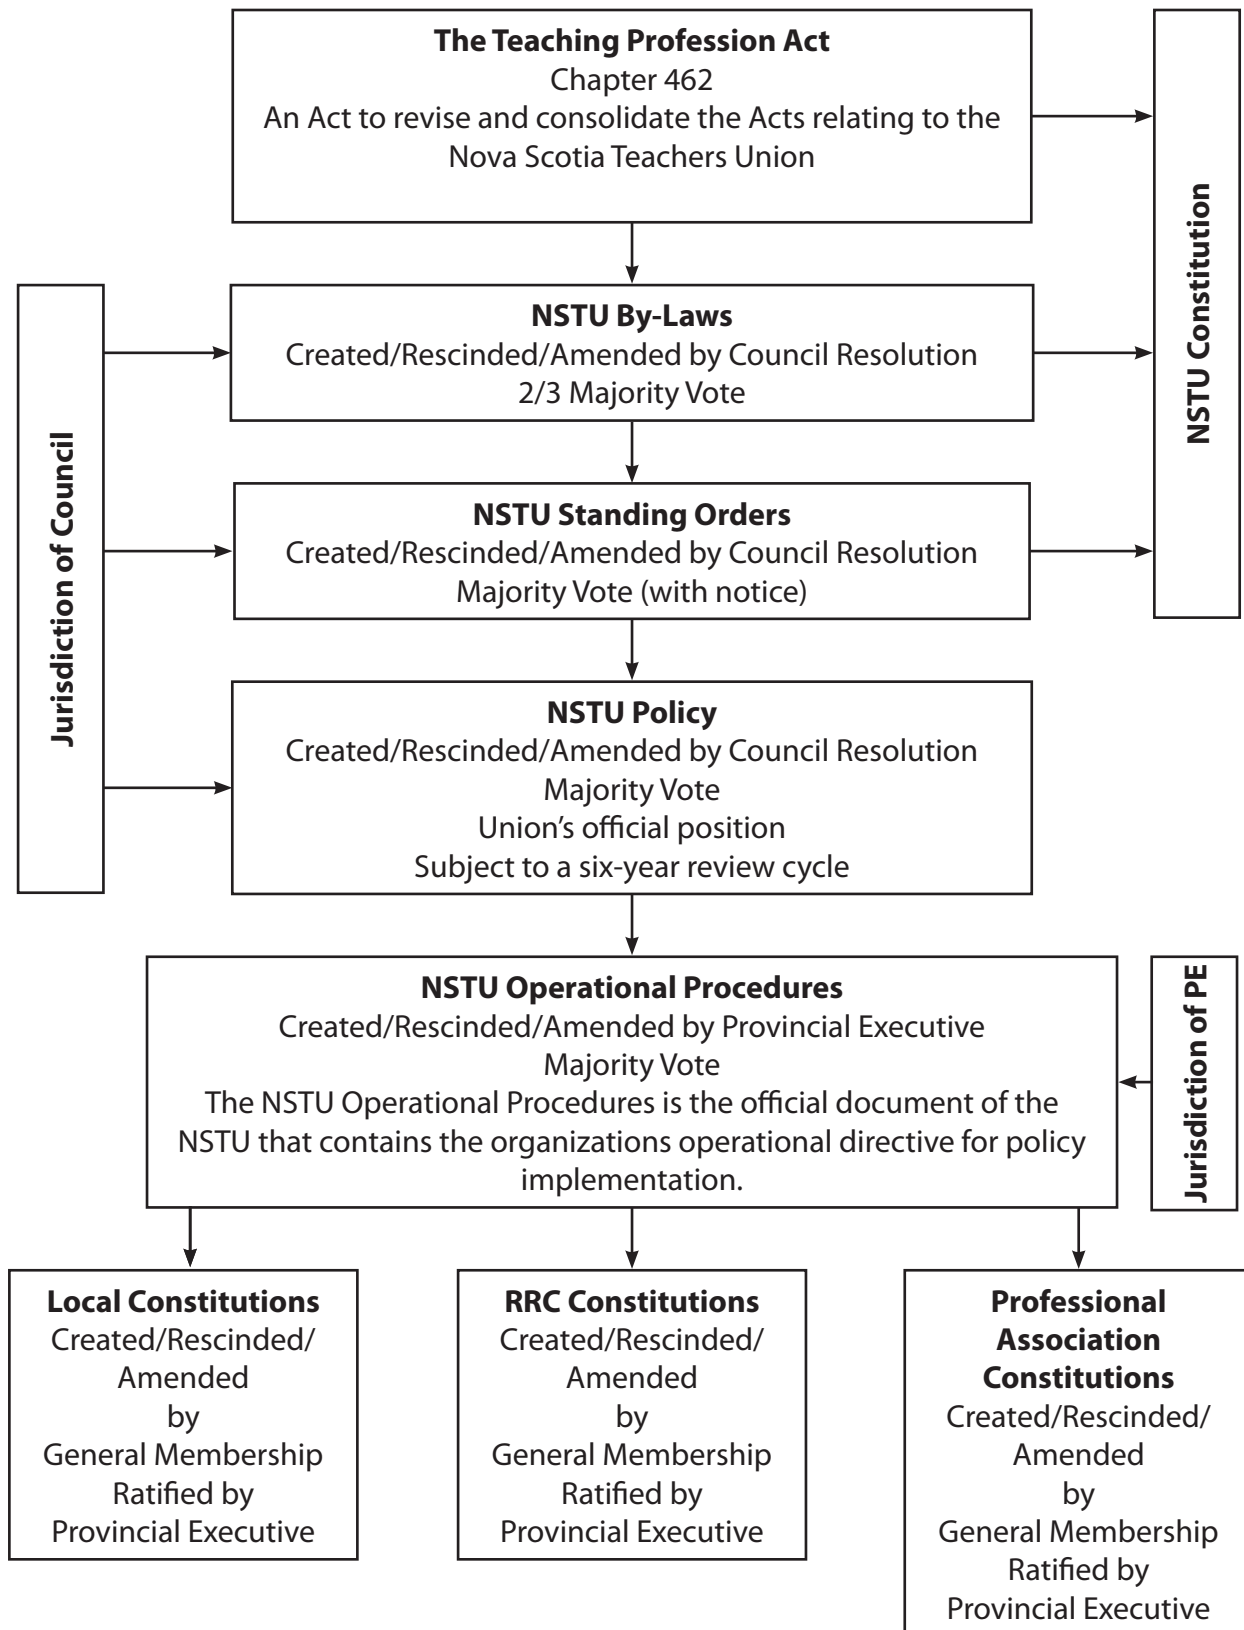 The Teaching Profession Act
Chapter 462
An Act to revise and consolidate the Acts relating to the
Nova Scotia Teachers Union
NSTU Constitution
Jurisdiction of Council
NSTU By-Laws
Created/Rescinded/Amended by Council Resolution
2/3 Majority Vote
NSTU Standing Orders
Created/Rescinded/Amended by Council Resolution
Majority Vote (with notice)
NSTU Policy
Created/Rescinded/Amended by Council Resolution
Majority Vote
Union’s official position
Subject to a six-year review cycle
NSTU Operational Procedures
Created/Rescinded/Amended by Provincial Executive
Majority Vote
The NSTU Operational Procedures is the official document of the
NSTU that contains the organizations operational directive for policy
implementation.
Jurisdiction of PE
Local Constitutions
Created/Rescinded/
Amended
by
General Membership
Ratified by
Provincial Executive
RRC Constitutions
Created/Rescinded/
Amended
by
General Membership
Ratified by
Provincial Executive
Professional
Association
Constitutions
Created/Rescinded/
Amended
by
General Membership
Ratified by
Provincial Executive